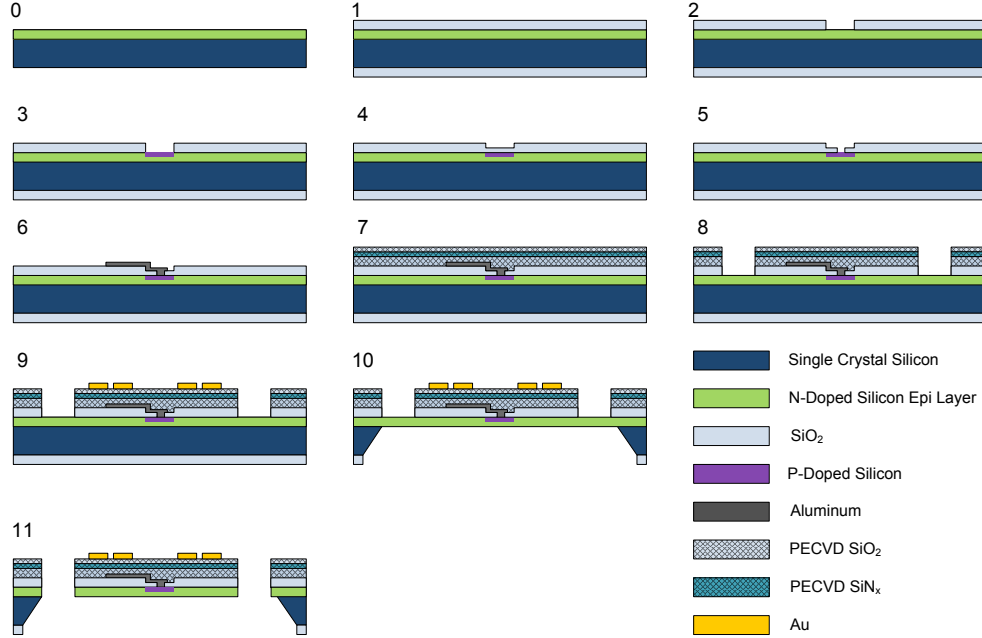 0
1
2
3
4
5
6
7
8
9
10
11
Single Crystal Silicon
N-Doped Silicon Epi Layer
SiO₂
P-Doped Silicon
Aluminum
PECVD SiO₂
PECVD SiNₓ
Au